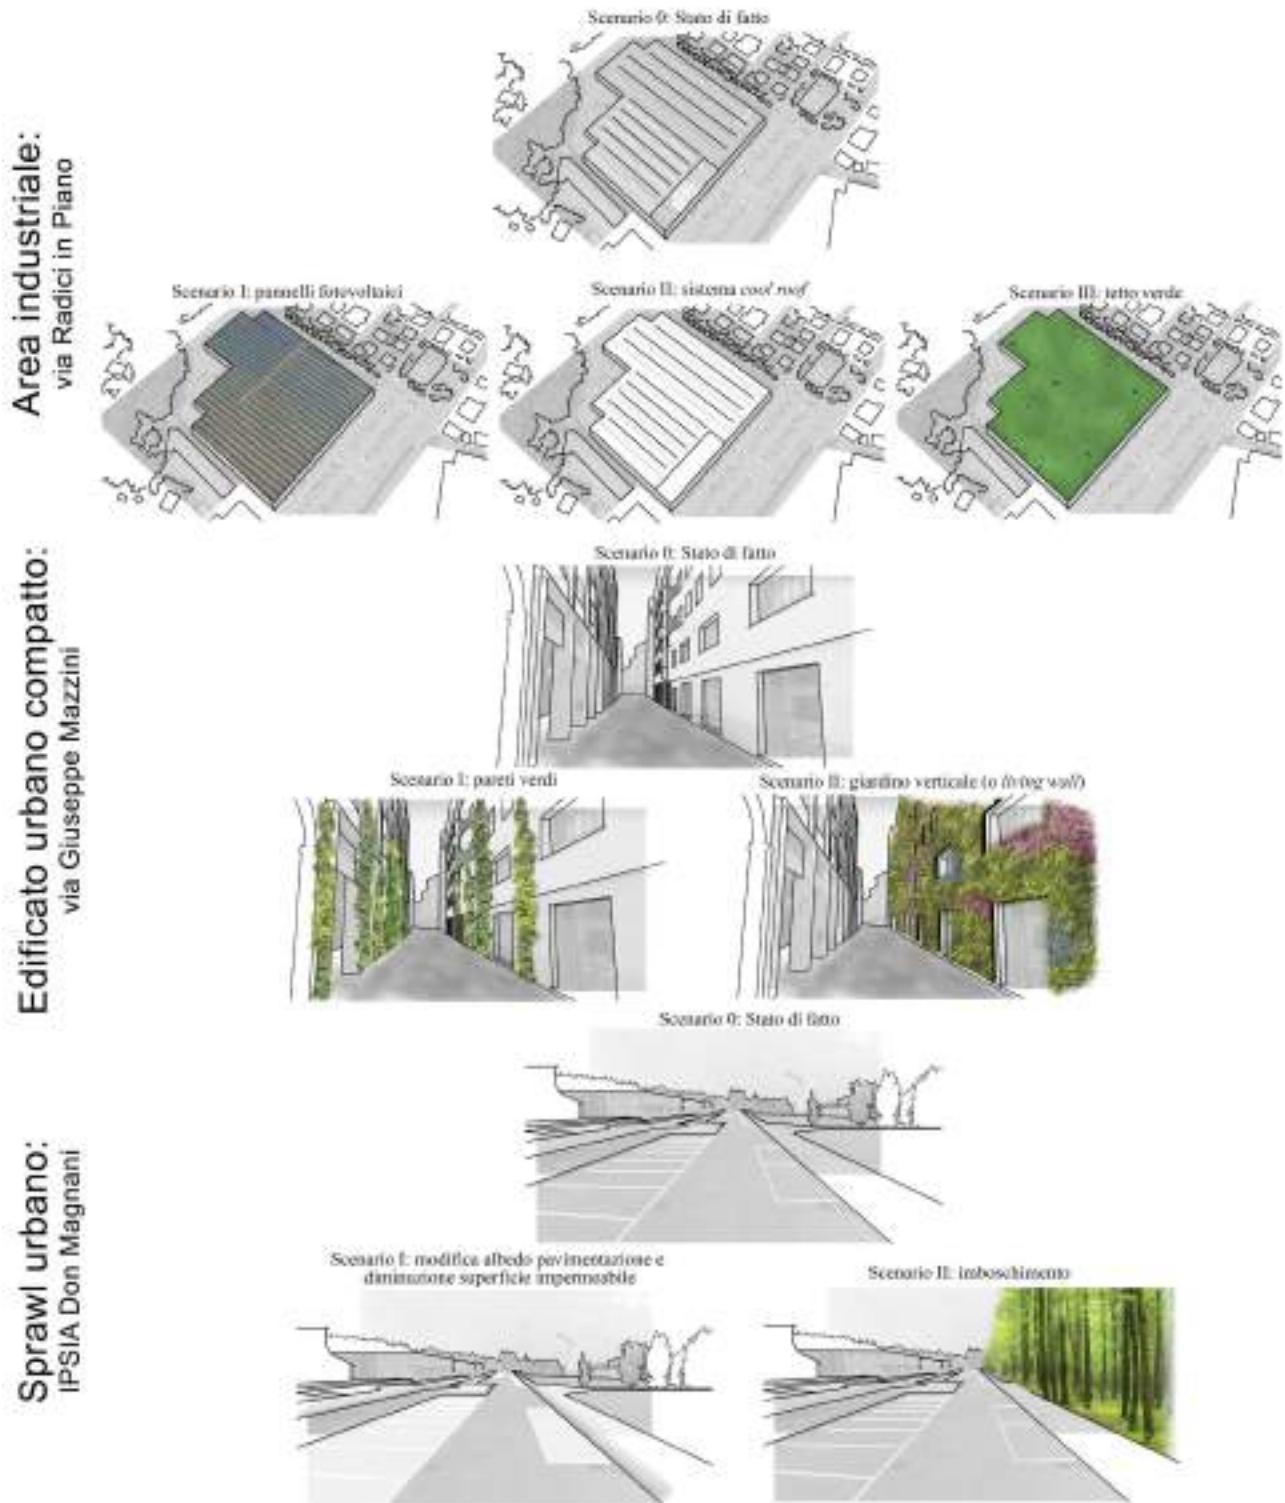 Area industriale:
via Radici in Piano
Scenario 0: Stato di fatto
Scenario I: pannelli fotovoltaici
Scenario II: sistema cool roof
Scenario III: tetto verde
Edificato urbano compatto:
via Giuseppe Mazzini
Scenario 0: Stato di fatto
Scenario I: pareti verdi
Scenario II: giardino verticale (o living wall)
Sprawl urbano:
IPSIA Don Magnani
Scenario 0: Stato di fatto
Scenario I: modifica albedo pavimentazione e
diminuzione superficie impermeabile
Scenario II: imboschimento